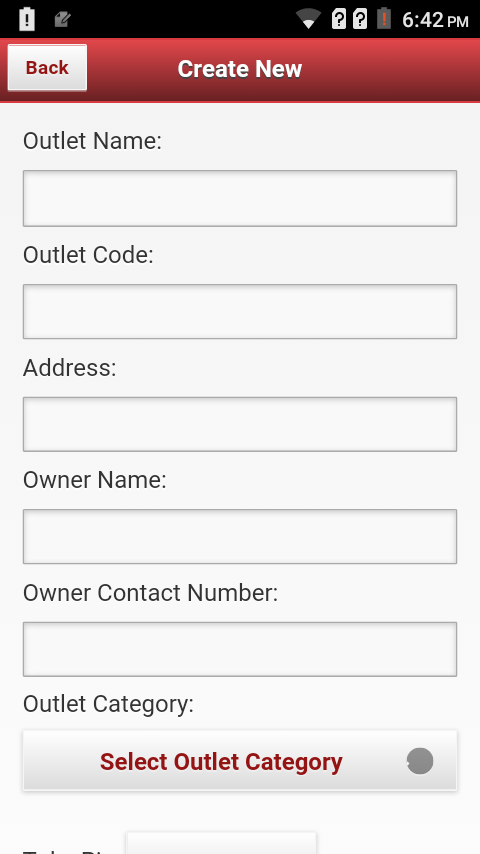 6:42 PM
Back
Create New
Outlet Name:
Outlet Code:
Address:
Owner Name:
Owner Contact Number:
Outlet Category:
Select Outlet Category